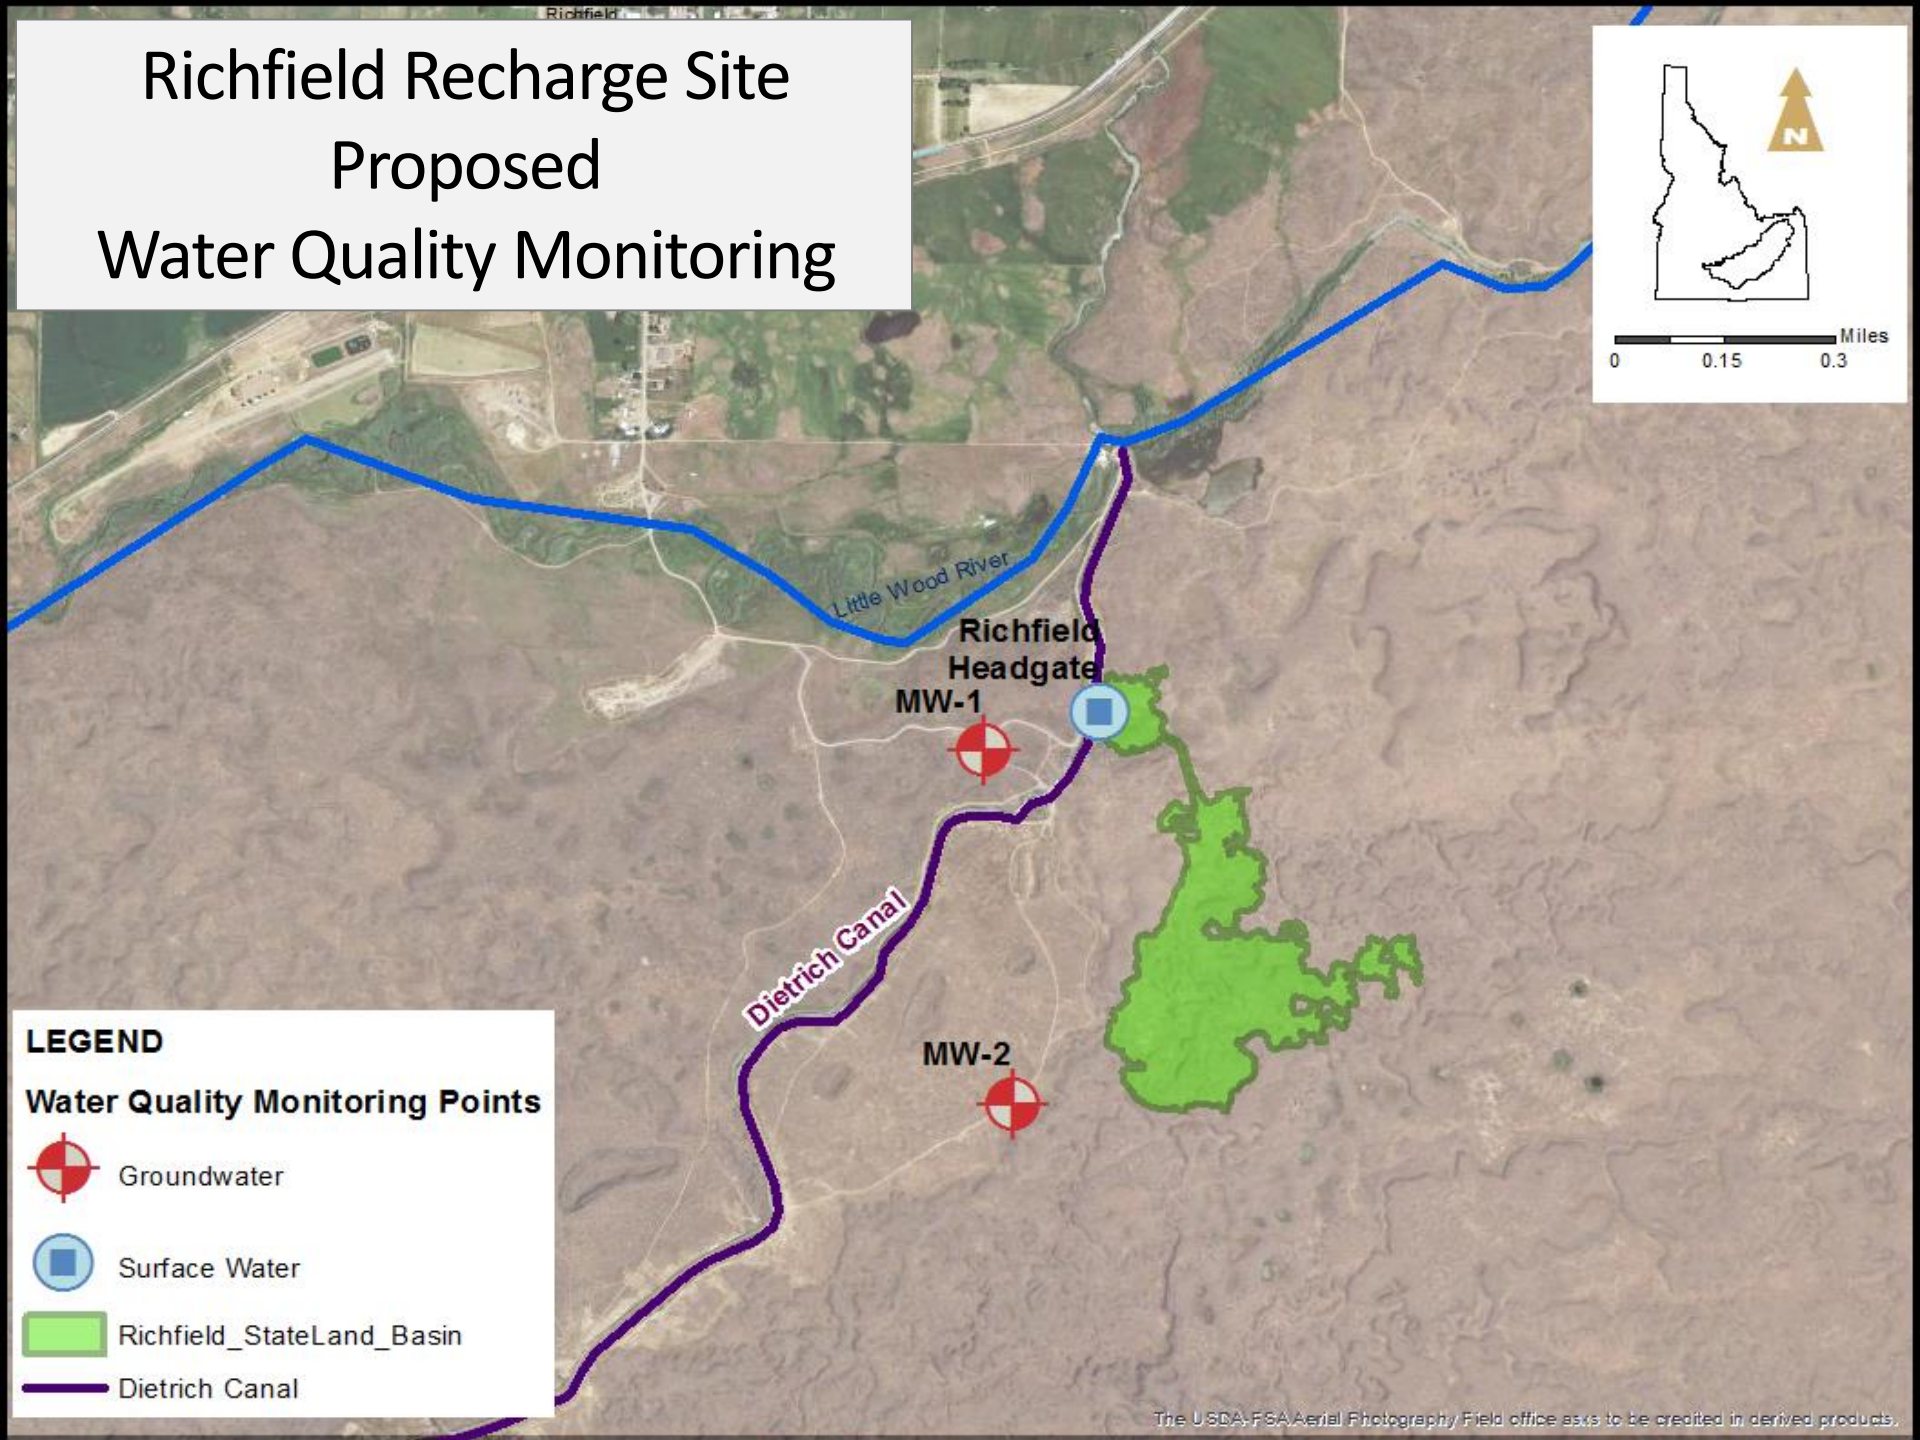 Richfield
Richfield Recharge Site
Proposed
Water Quality Monitoring
N
Miles
0
0.15
0.3
Little Wood River
Richfield
Headgate
MW-1
Dietrich Canal
MW-2
LEGEND
Water Quality Monitoring Points
Groundwater
Surface Water
Richfield_StateLand_Basin
Dietrich Canal
The USDA-FSA Aerial Photography Field office asks to be credited in derived products.